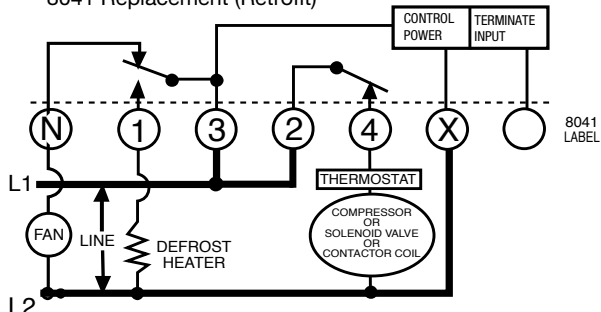 8041 Replacement (Retrofit)
CONTROL
POWER
TERMINATE
INPUT
N 1 3 2 4 X
8041
LABEL
L1
THERMOSTAT
FAN
LINE
DEFROST
HEATER
COMPRESSOR
OR
SOLENOID VALVE
OR
CONTACTOR COIL
L2